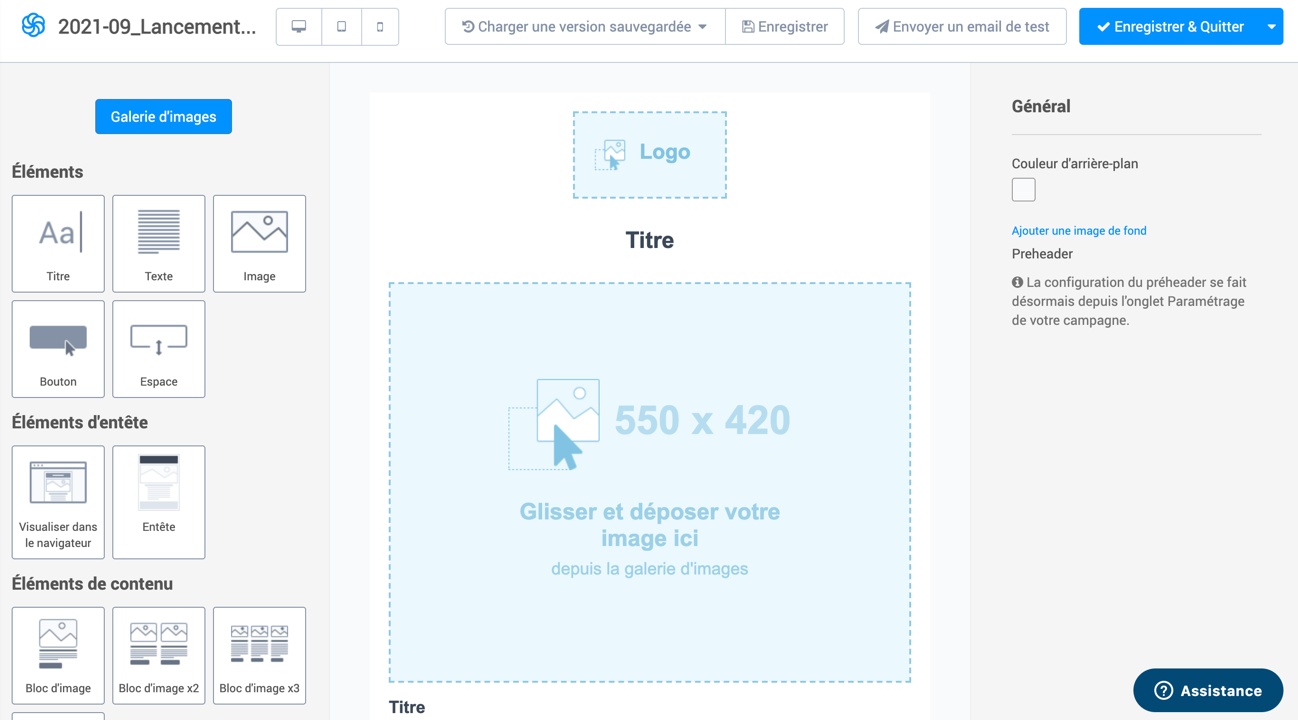 2021-09_Lancement...
Charger une version sauvegardée
Enregistrer
Envoyer un email de test
Enregistrer & Quitter
Galerie d'images
Éléments
Aa
Titre
Texte
Image
Bouton
Espace
Éléments d'entête
Visualiser dans
le navigateur
Entête
Éléments de contenu
Bloc d'image
Bloc d'image x2
Bloc d'image x3
Logo
Titre
550 x 420
Glisser et déposer votre
image ici
depuis la galerie d'images
Titre
Général
Couleur d'arrière-plan
Ajouter une image de fond
Preheader
La configuration du préheader se fait
désormais depuis l'onglet Paramétrage
de votre campagne.
Assistance